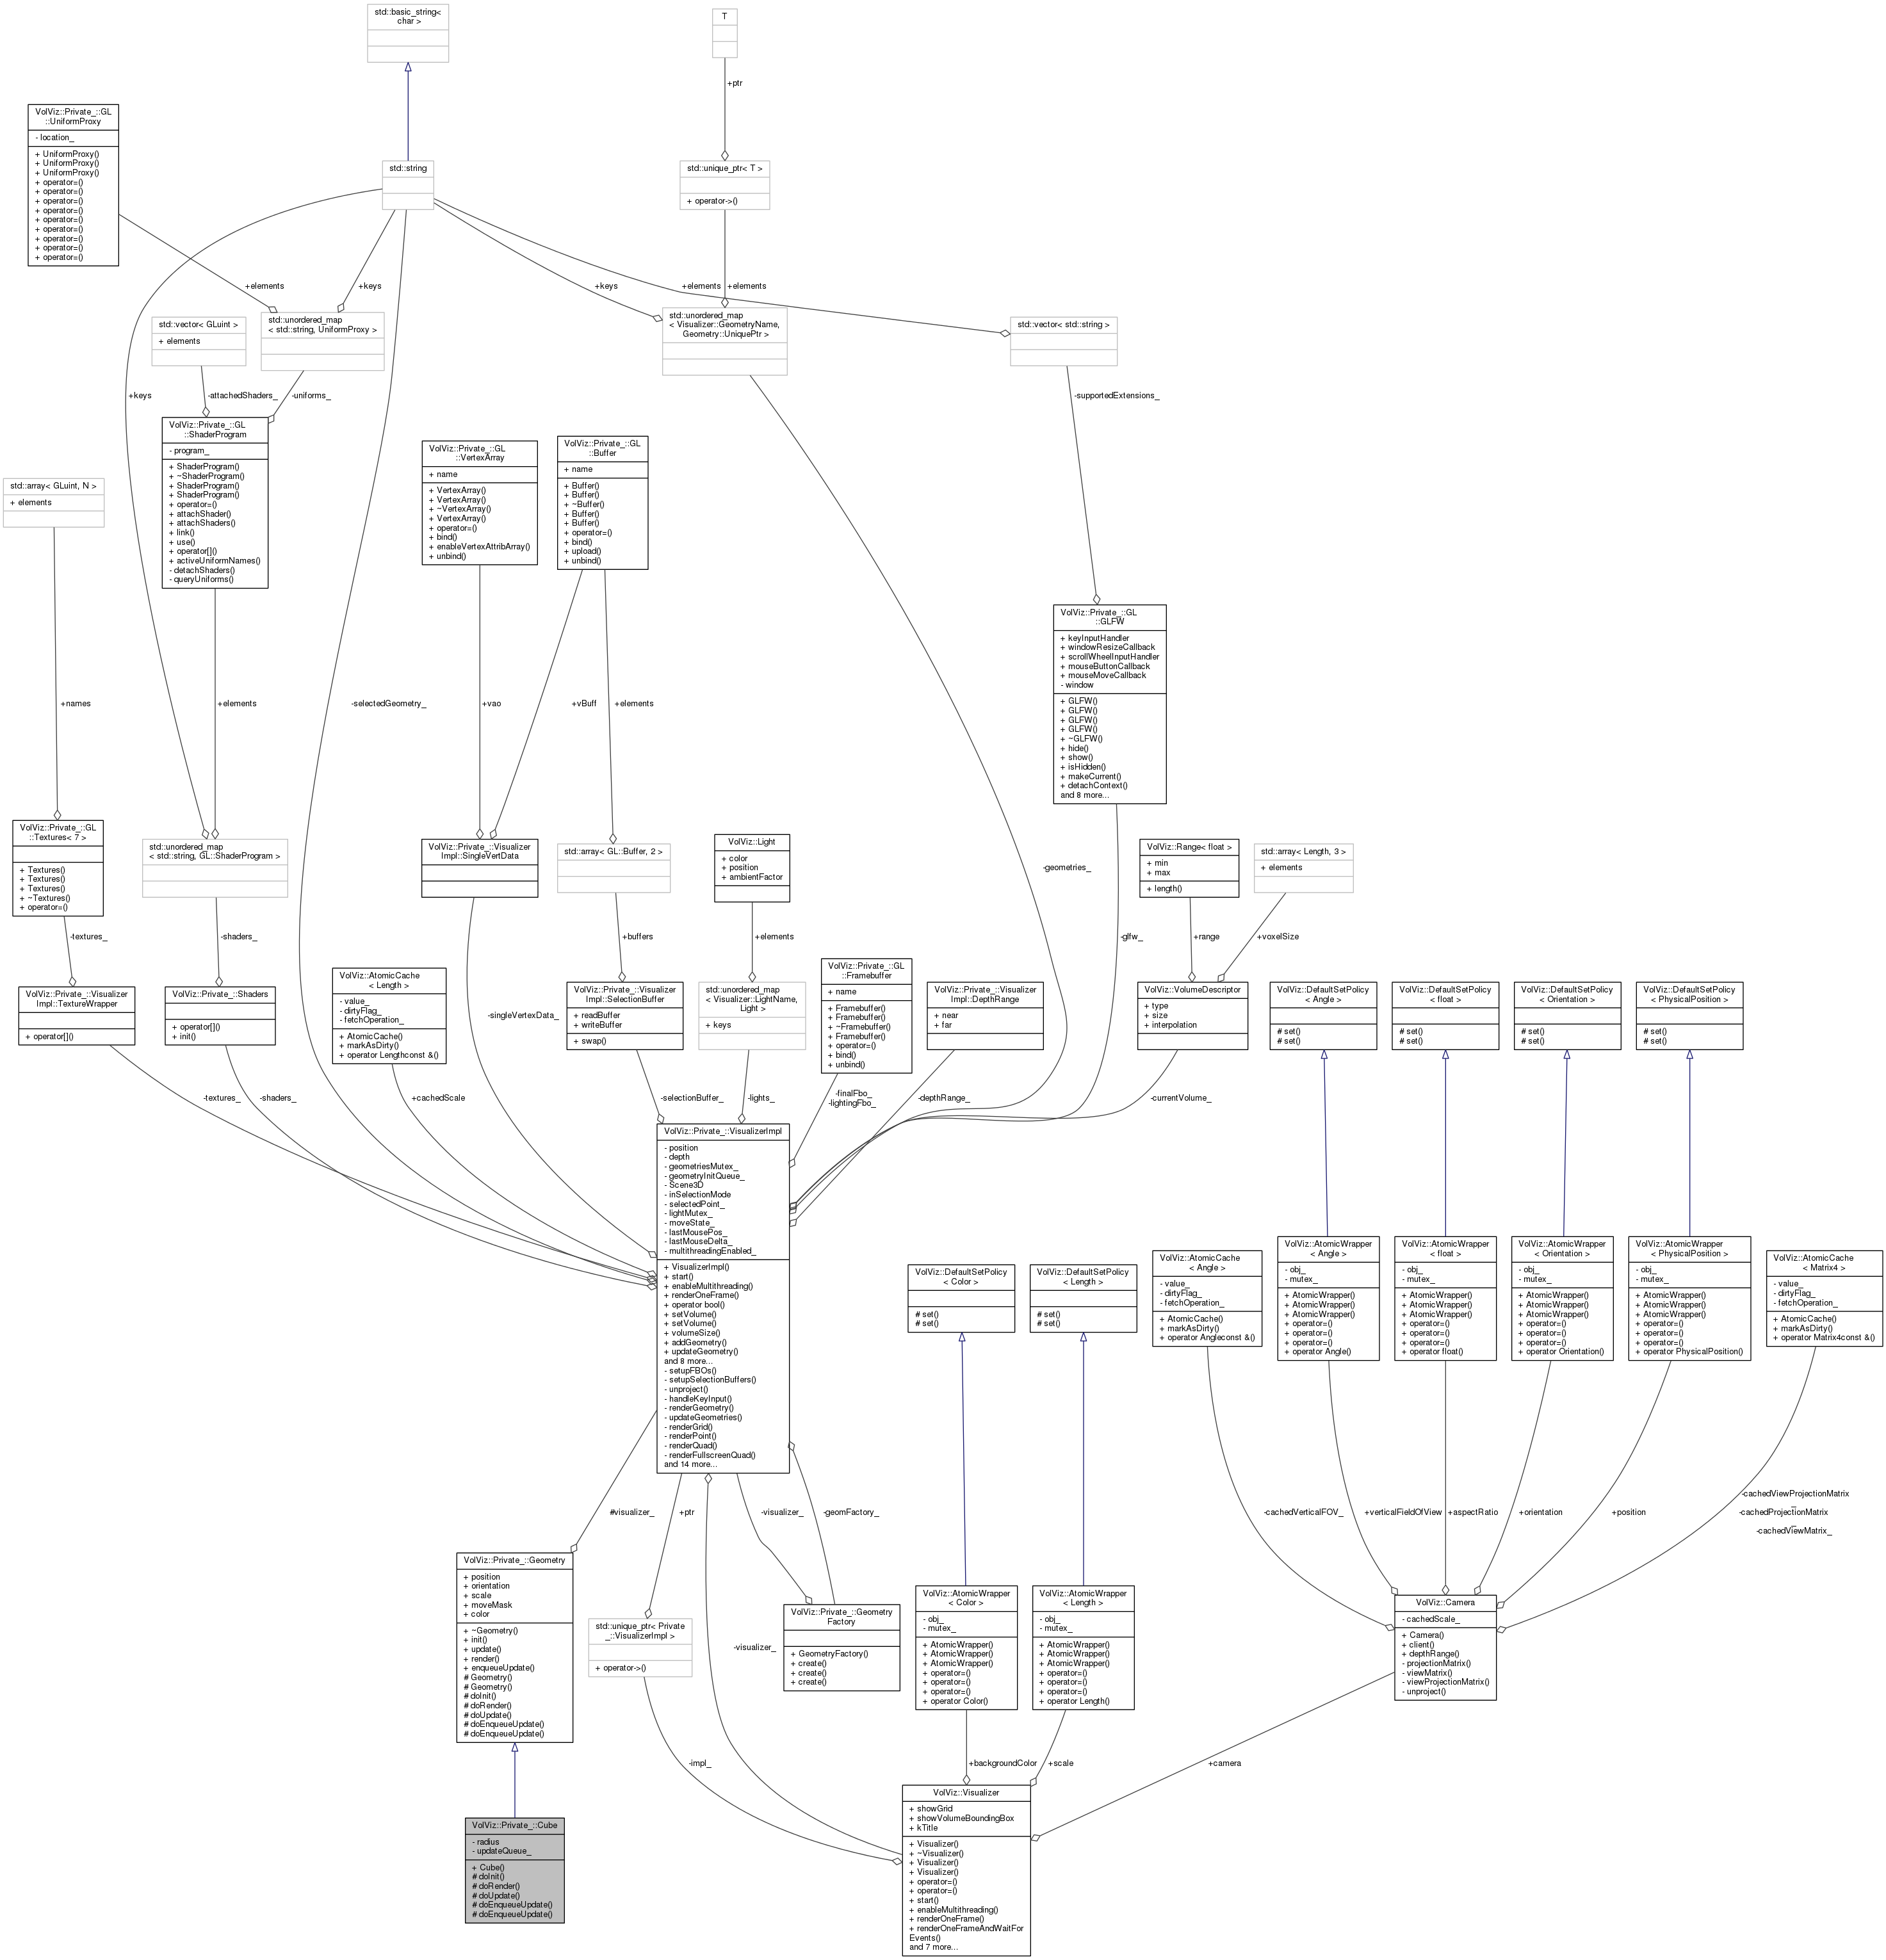 std::basic_string<
char >
T
+ptr
VolViz::Private_::GL
::UniformProxy
- location_
+ UniformProxy()
+ UniformProxy()
+ UniformProxy()
+ operator=()
+ operator=()
+ operator=()
+ operator=()
+ operator=()
+ operator=()
+ operator=()
+ operator=()
+ operator=()
std::string
std::unique_ptr< T >
+ operator->()
+elements
+keys
+keys
+elements
+elements
std::vector< GLuint >
+ elements
std::unordered_map
< std::string, UniformProxy >
std::unordered_map
< Visualizer::GeometryName,
Geometry::UniquePtr >
std::vector< std::string >
+keys
-attachedShaders_
-uniforms_
-supportedExtensions_
VolViz::Private_::GL
::ShaderProgram
- program_
+ ShaderProgram()
+ ~ShaderProgram()
+ ShaderProgram()
+ ShaderProgram()
+ operator=()
+ attachShader()
+ attachShaders()
+ link()
+ use()
+ operator[]()
+ activeUniformNames()
- detachShaders()
- queryUniforms()
VolViz::Private_::GL
::VertexArray
+ name
+ VertexArray()
+ VertexArray()
+ ~VertexArray()
+ VertexArray()
+ operator=()
+ bind()
+ enableVertexAttribArray()
+ unbind()
VolViz::Private_::GL
::Buffer
+ name
+ Buffer()
+ Buffer()
+ ~Buffer()
+ Buffer()
+ Buffer()
+ operator=()
+ bind()
+ upload()
+ unbind()
std::array< GLuint, N >
+ elements
VolViz::Private_::GL
::GLFW
+ keyInputHandler
+ windowResizeCallback
+ scrollWheelInputHandler
+ mouseButtonCallback
+ mouseMoveCallback
- window
+ GLFW()
+ GLFW()
+ GLFW()
+ GLFW()
+ ~GLFW()
+ hide()
+ show()
+ isHidden()
+ makeCurrent()
+ detachContext()
and 8 more...
+names
+elements
-selectedGeometry_
+vao
+vBuff
+elements
VolViz::Private_::GL
::Textures< 7 >
+ Textures()
+ Textures()
+ Textures()
+ ~Textures()
+ operator=()
std::unordered_map
< std::string, GL::ShaderProgram >
VolViz::Private_::Visualizer
Impl::SingleVertData
std::array< GL::Buffer, 2 >
VolViz::Light
+ color
+ position
+ ambientFactor
-geometries_
VolViz::Range< float >
+ min
+ max
+ length()
std::array< Length, 3 >
+ elements
-textures_
-shaders_
+buffers
+elements
-glfw_
+range
+voxelSize
VolViz::Private_::Visualizer
Impl::TextureWrapper
+ operator[]()
VolViz::Private_::Shaders
+ operator[]()
+ init()
VolViz::AtomicCache
< Length >
- value_
- dirtyFlag_
- fetchOperation_
+ AtomicCache()
+ markAsDirty()
+ operator Lengthconst &()
-singleVertexData_
VolViz::Private_::Visualizer
Impl::SelectionBuffer
+ readBuffer
+ writeBuffer
+ swap()
std::unordered_map
< Visualizer::LightName,
Light >
+ keys
VolViz::Private_::GL
::Framebuffer
+ name
+ Framebuffer()
+ Framebuffer()
+ ~Framebuffer()
+ Framebuffer()
+ operator=()
+ bind()
+ unbind()
VolViz::Private_::Visualizer
Impl::DepthRange
+ near
+ far
VolViz::VolumeDescriptor
+ type
+ size
+ interpolation
VolViz::DefaultSetPolicy
< Angle >
# set()
# set()
VolViz::DefaultSetPolicy
< float >
# set()
# set()
VolViz::DefaultSetPolicy
< Orientation >
# set()
# set()
VolViz::DefaultSetPolicy
< PhysicalPosition >
# set()
# set()
-textures_
-shaders_
+cachedScale
-selectionBuffer_
-lights_
-finalFbo_
-lightingFbo_
-depthRange_
-currentVolume_
VolViz::Private_::VisualizerImpl
- position
- depth
- geometriesMutex_
- geometryInitQueue_
- Scene3D
- inSelectionMode
- selectedPoint_
- lightMutex_
- moveState_
- lastMousePos_
- lastMouseDelta_
- multithreadingEnabled_
+ VisualizerImpl()
+ start()
+ enableMultithreading()
+ renderOneFrame()
+ operator bool()
+ setVolume()
+ setVolume()
+ volumeSize()
+ addGeometry()
+ updateGeometry()
and 8 more...
- setupFBOs()
- setupSelectionBuffers()
- unproject()
- handleKeyInput()
- renderGeometry()
- updateGeometries()
- renderGrid()
- renderPoint()
- renderQuad()
- renderFullscreenQuad()
and 14 more...
VolViz::DefaultSetPolicy
< Color >
# set()
# set()
VolViz::DefaultSetPolicy
< Length >
# set()
# set()
VolViz::AtomicCache
< Angle >
- value_
- dirtyFlag_
- fetchOperation_
+ AtomicCache()
+ markAsDirty()
+ operator Angleconst &()
VolViz::AtomicWrapper
< Angle >
- obj_
- mutex_
+ AtomicWrapper()
+ AtomicWrapper()
+ AtomicWrapper()
+ operator=()
+ operator=()
+ operator=()
+ operator Angle()
VolViz::AtomicWrapper
< float >
- obj_
- mutex_
+ AtomicWrapper()
+ AtomicWrapper()
+ AtomicWrapper()
+ operator=()
+ operator=()
+ operator=()
+ operator float()
VolViz::AtomicWrapper
< Orientation >
- obj_
- mutex_
+ AtomicWrapper()
+ AtomicWrapper()
+ AtomicWrapper()
+ operator=()
+ operator=()
+ operator=()
+ operator Orientation()
VolViz::AtomicWrapper
< PhysicalPosition >
- obj_
- mutex_
+ AtomicWrapper()
+ AtomicWrapper()
+ AtomicWrapper()
+ operator=()
+ operator=()
+ operator=()
+ operator PhysicalPosition()
VolViz::AtomicCache
< Matrix4 >
- value_
- dirtyFlag_
- fetchOperation_
+ AtomicCache()
+ markAsDirty()
+ operator Matrix4const &()
#visualizer_
+ptr
-visualizer_
-geomFactory_
-cachedVerticalFOV_
+verticalFieldOfView
+aspectRatio
+orientation
+position
-cachedViewProjectionMatrix
_
-cachedProjectionMatrix
_
-cachedViewMatrix_
VolViz::Private_::Geometry
+ position
+ orientation
+ scale
+ moveMask
+ color
+ ~Geometry()
+ init()
+ update()
+ render()
+ enqueueUpdate()
# Geometry()
# Geometry()
# doInit()
# doRender()
# doUpdate()
# doEnqueueUpdate()
# doEnqueueUpdate()
std::unique_ptr< Private
_::VisualizerImpl >
+ operator->()
-visualizer_
VolViz::Private_::Geometry
Factory
+ GeometryFactory()
+ create()
+ create()
+ create()
VolViz::AtomicWrapper
< Color >
- obj_
- mutex_
+ AtomicWrapper()
+ AtomicWrapper()
+ AtomicWrapper()
+ operator=()
+ operator=()
+ operator=()
+ operator Color()
VolViz::AtomicWrapper
< Length >
- obj_
- mutex_
+ AtomicWrapper()
+ AtomicWrapper()
+ AtomicWrapper()
+ operator=()
+ operator=()
+ operator=()
+ operator Length()
VolViz::Camera
- cachedScale_
+ Camera()
+ client()
+ depthRange()
- projectionMatrix()
- viewMatrix()
- viewProjectionMatrix()
- unproject()
-impl_
+backgroundColor
+scale
+camera
VolViz::Private_::Cube
- radius
- updateQueue_
+ Cube()
# doInit()
# doRender()
# doUpdate()
# doEnqueueUpdate()
# doEnqueueUpdate()
VolViz::Visualizer
+ showGrid
+ showVolumeBoundingBox
+ kTitle
+ Visualizer()
+ ~Visualizer()
+ Visualizer()
+ Visualizer()
+ operator=()
+ operator=()
+ start()
+ enableMultithreading()
+ renderOneFrame()
+ renderOneFrameAndWaitFor
Events()
and 7 more...